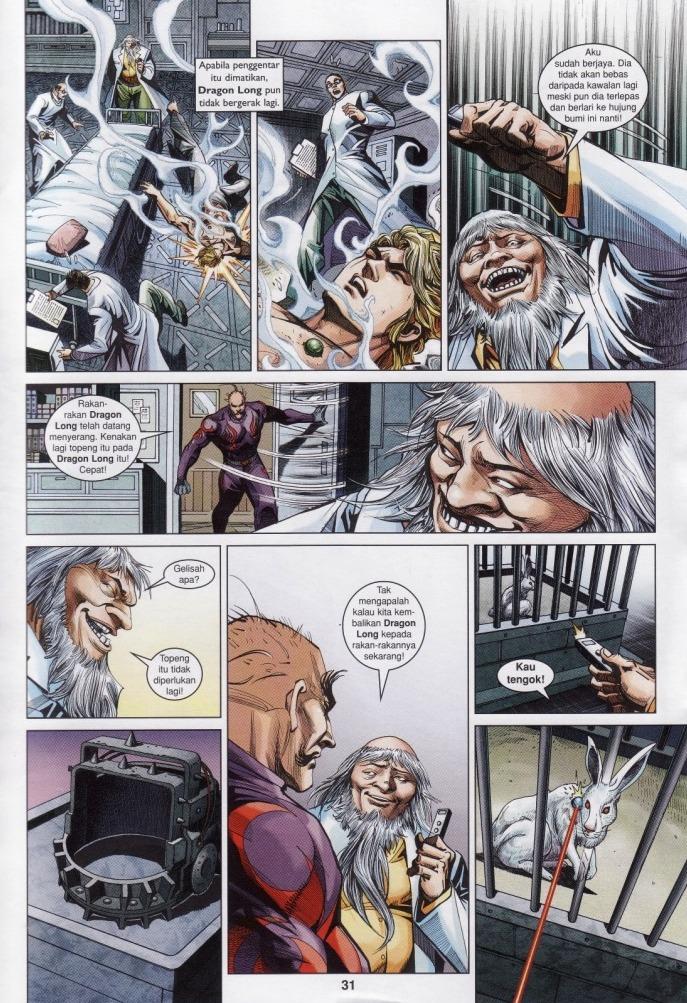 Apabila penggentar
itu dimatikan,
Dragon Long pun
tidak bergerak lagi.
Aku
sudah berjaya. Dia
tidak akan bebas
daripada kawalan lagi
meski pun dia terlepas
dan berlari ke hujung
bumi ini nanti!
Rakan-
rakan Dragon
Long telah datang
menyerang. Kenakan
lagi topeng itu pada
Dragon Long itu!
Cepat!
Gelisah
apa?
Topeng
itu tidak
diperlukan
lagi!
Tak
mengapalah
kalau kita kem-
balikan Dragon
Long kepada
rakan-rakannya
sekarang!
Kau
tengok!
31